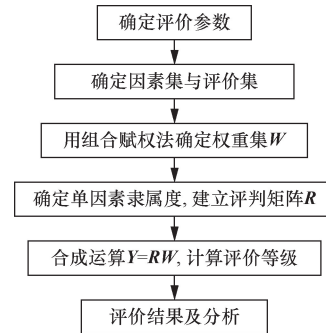 确定评价参数
确定因素集与评价集
用组合赋权法确定权重集W
确定单因素隶属度, 建立评判矩阵R
合成运算Y=RW, 计算评价等级
评价结果及分析